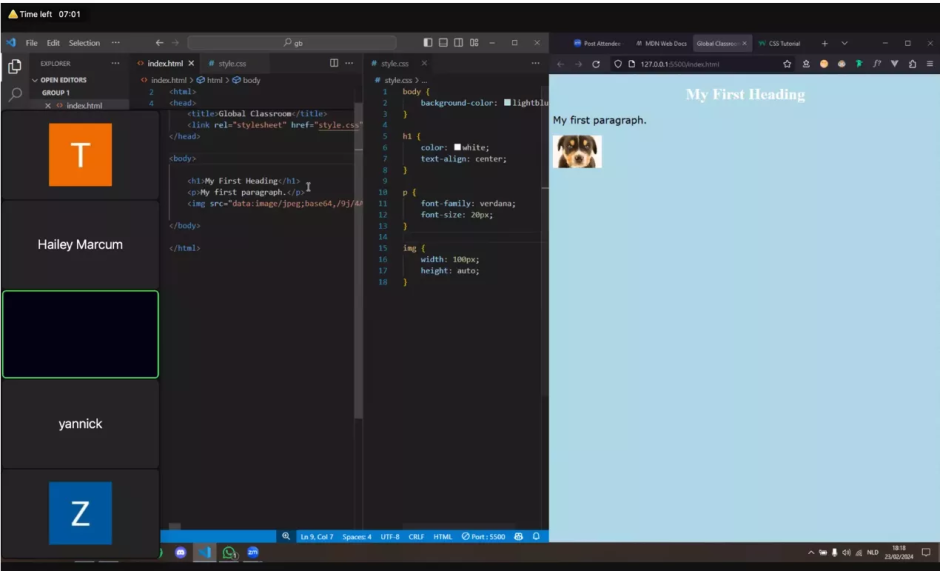 Time left 07:01
File Edit Selection ···
gb
EXPLORER ···
OPEN EDITORS
GROUP 1
index.html
T
Hailey Marcum
yannick
Z
index.html
# style.css
index.html > html > body
2 <html>
4 <head>
<title>Global Classroom</title>
<link rel="stylesheet" href="style.css"
</head>
<body>
<h1>My First Heading</h1>
<p>My first paragraph.</p>
<img src="data:image/jpeg;base64,/9j/4A
</body>
</html>
# style.css
# style.css > ...
1 body {
2 background-color: lightblu
3 }
4
5 h1 {
6 color: white;
7 text-align: center;
8 }
9
10 p {
11 font-family: verdana;
12 font-size: 20px;
13 }
14
15 img {
16 width: 100px;
17 height: auto;
18 }
Ln 9, Col 7 Spaces: 4 UTF-8 CRLF HTML Port : 5500
Post Attendee
MDN Web Docs
Global Classroom
CSS Tutorial
127.0.0.1:5500/index.html
My First Heading
My first paragraph.
zm
NLD
18:18
23/02/2024